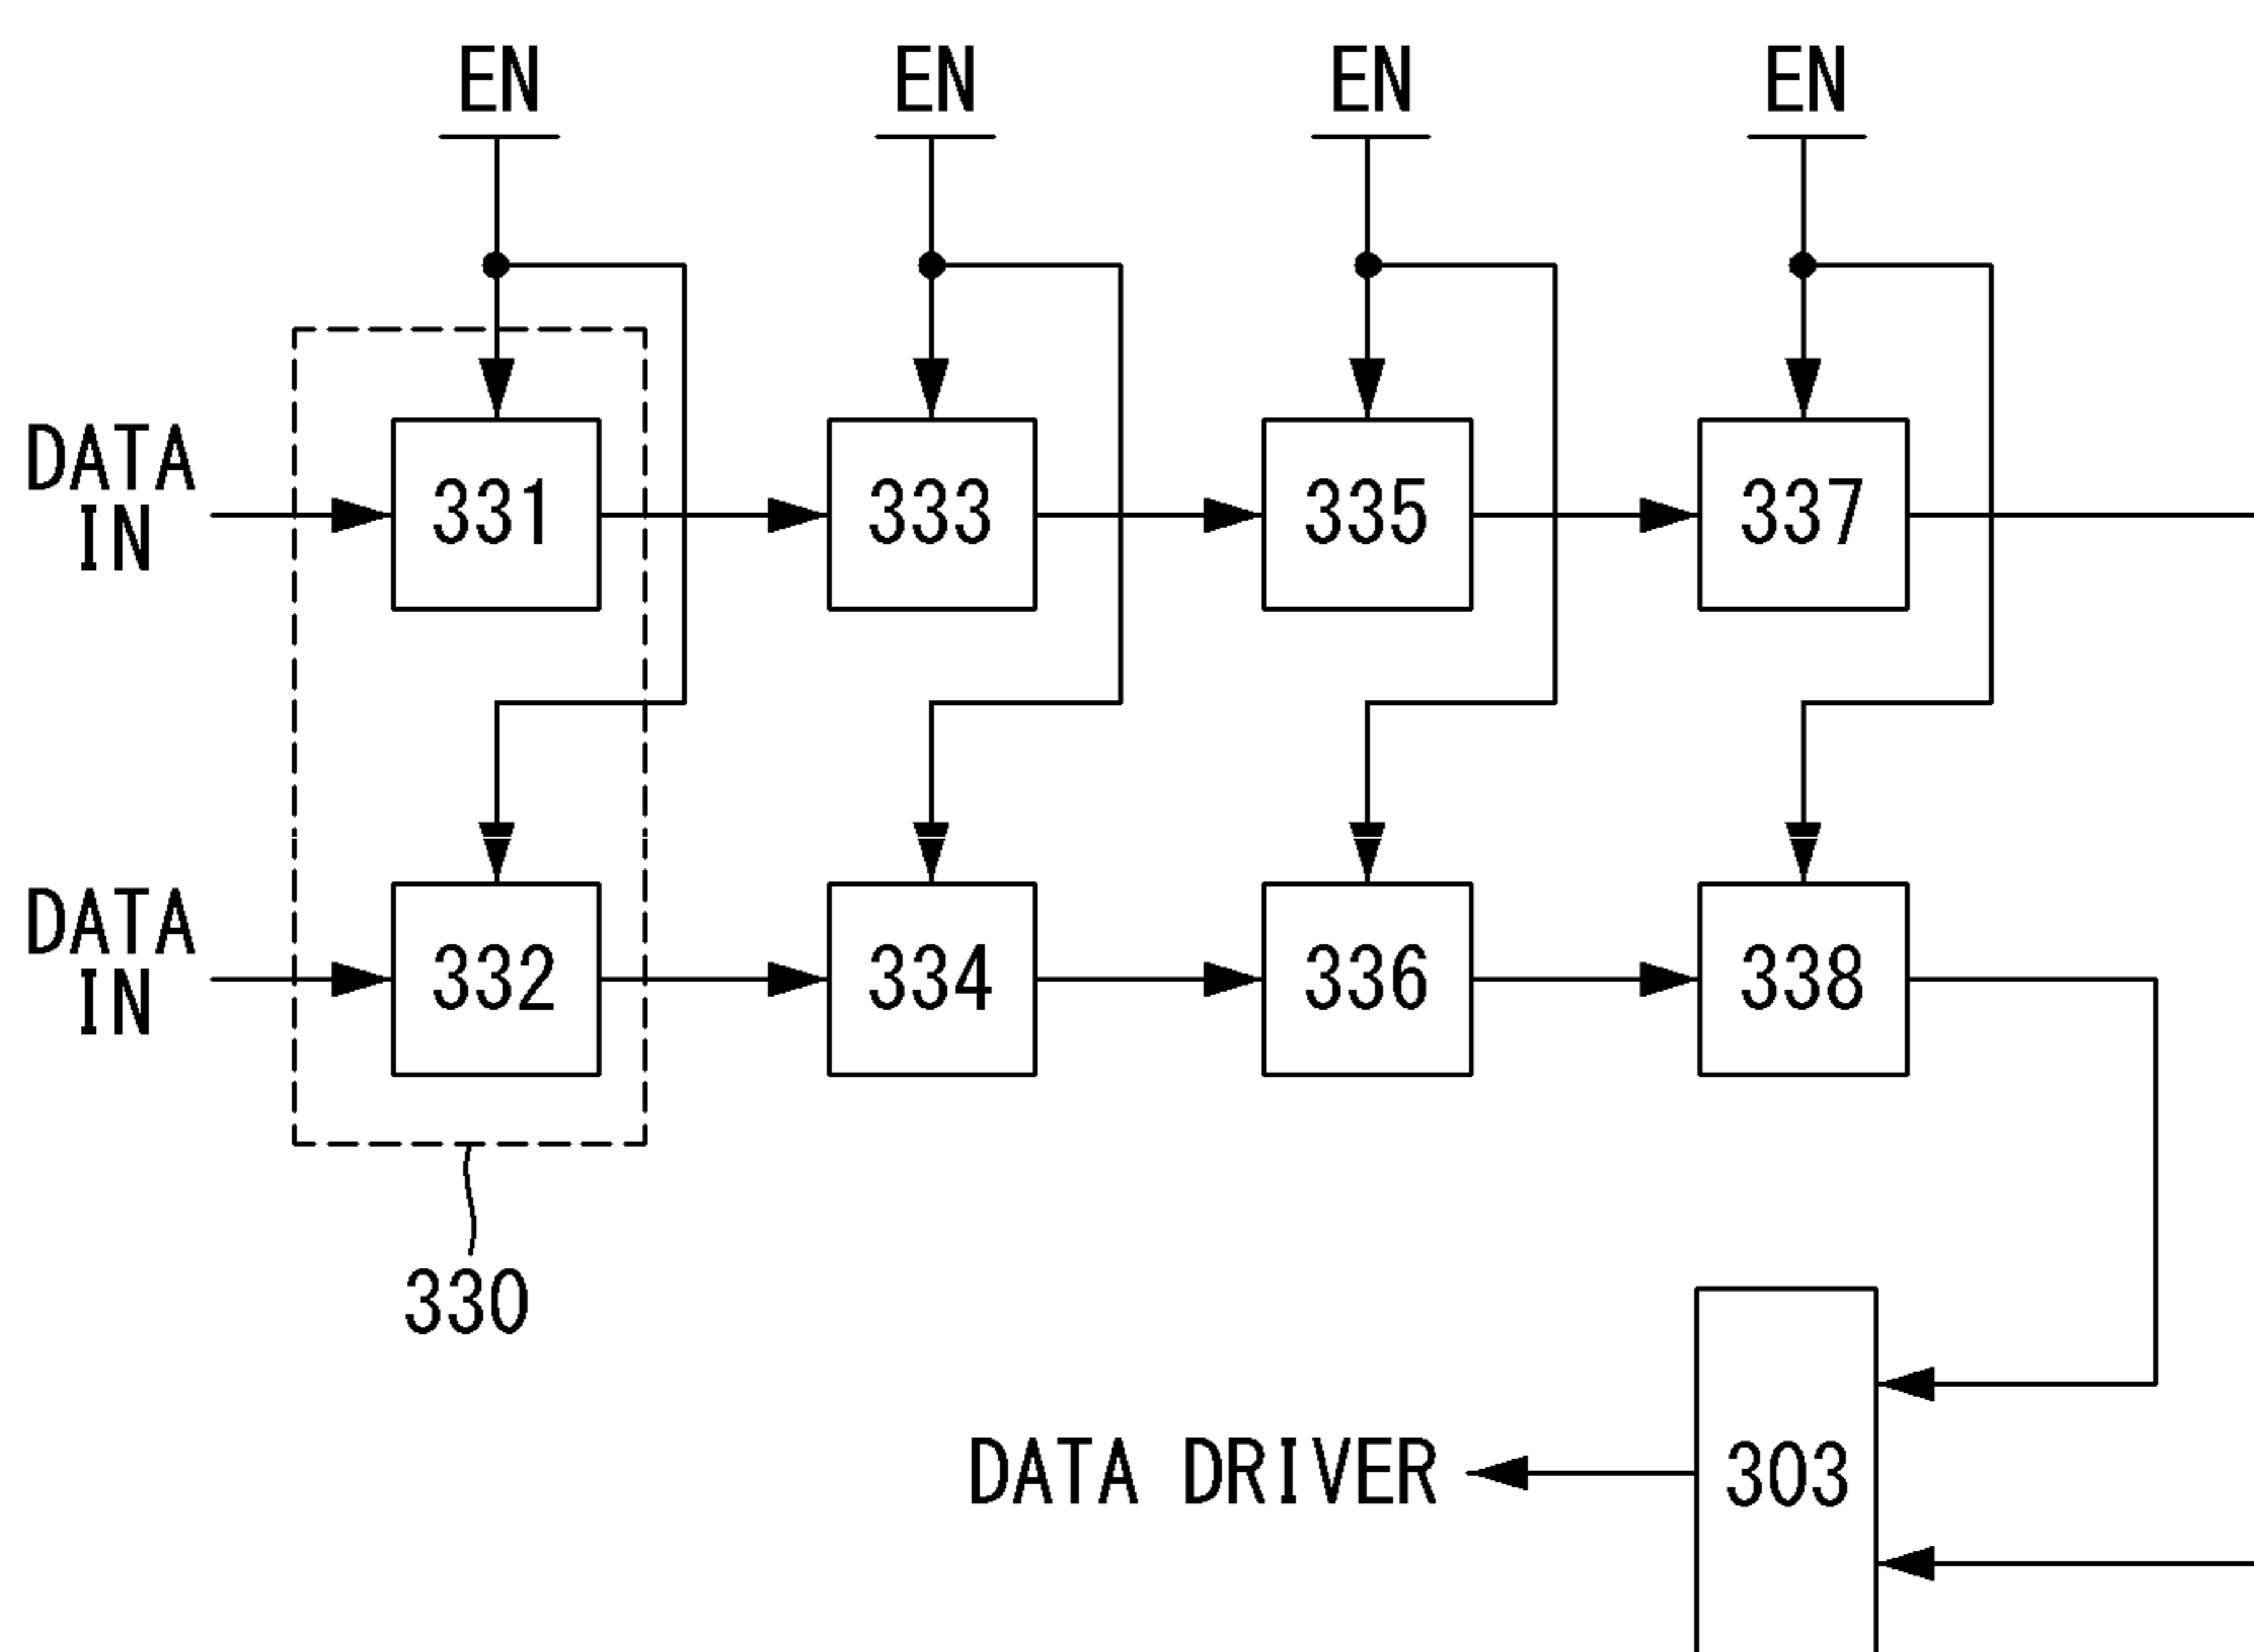 EN EN EN EN
DATA
IN
331 333 335 337
DATA
IN
332 334 336 338
330
DATA DRIVER
303